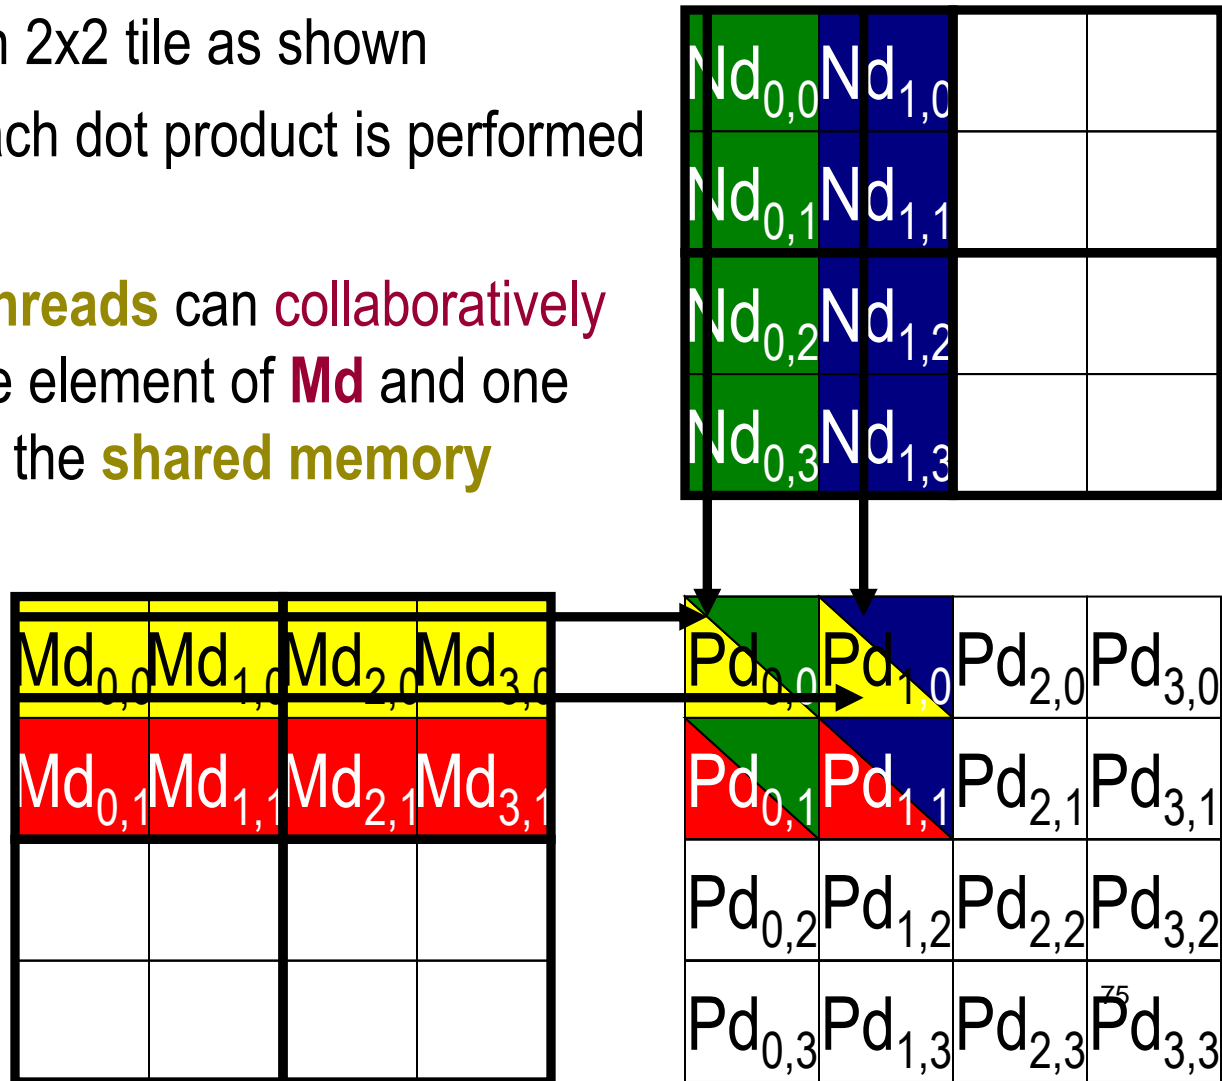 2x2 tile as shown
dot product is performed
can collaboratively
element of Md and one
the shared memory
Nd0,0 Nd1,0
Nd0,1 Nd1,1
Nd0,2 Nd1,2
Nd0,3 Nd1,3
Md0,0 Md1,0 Md2,0 Md3,0
Md0,1 Md1,1 Md2,1 Md3,1
Pd0,0 Pd1,0 Pd2,0 Pd3,0
Pd0,1 Pd1,1 Pd2,1 Pd3,1
Pd0,2 Pd1,2 Pd2,2 Pd3,2
75
Pd0,3 Pd1,3 Pd2,3 Pd3,3